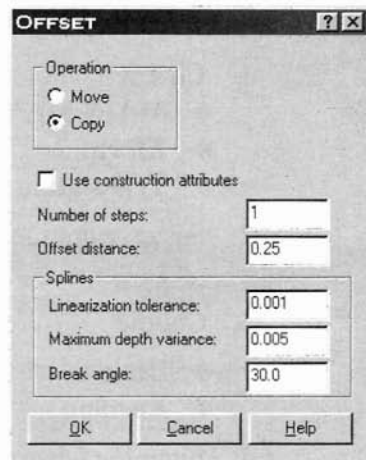 OFFSET
Operation
Move
Copy
Use construction attributes
Number of steps: 1
Offset distance: 0.25
Splines
Linearization tolerance: 0.001
Maximum depth variance: 0.005
Break angle: 30.0
OK Cancel Help